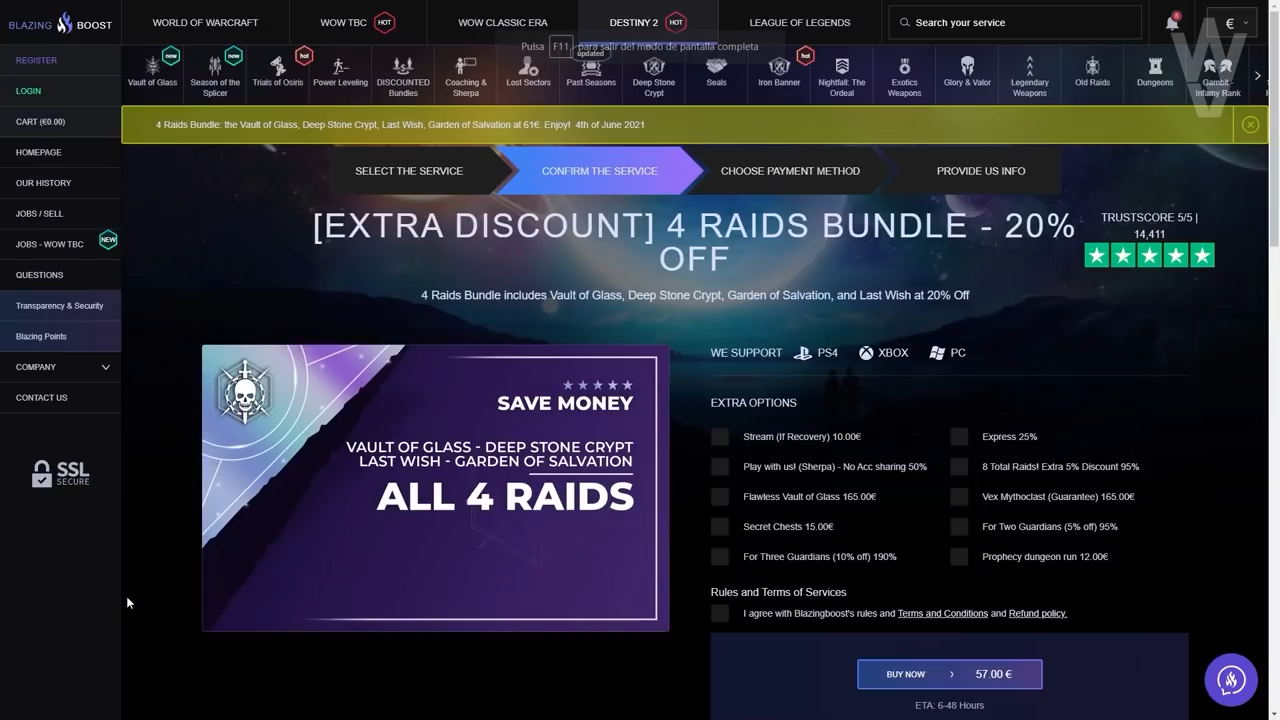 BLAZING BOOST
WORLD OF WARCRAFT
WOW TBC HOT
WOW CLASSIC ERA
DESTINY 2 HOT
LEAGUE OF LEGENDS
Search your service
8
€
Pulsa F11 para salir del modo de pantalla completa
REGISTER
LOGIN
CART (€0.00)
HOMEPAGE
OUR HISTORY
JOBS / SELL
JOBS - WOW TBC NEW
QUESTIONS
Transparency & Security
Blazing Points
COMPANY
CONTACT US
SSL
SECURE
new
Vault of Glass
new
Season of the
Splicer
hot
Trials of Osiris
Power Leveling
DISCOUNTED
Bundles
Coaching &
Sherpa
Lost Sectors
updated
Past Seasons
Deep Stone
Crypt
Seals
hot
Iron Banner
Nightfall: The
Ordeal
Exotics
Weapons
Glory & Valor
Legendary
Weapons
Old Raids
Dungeons
Gambit -
Infamy Rank
4 Raids Bundle: the Vault of Glass, Deep Stone Crypt, Last Wish, Garden of Salvation at 61€. Enjoy! 4th of June 2021
SELECT THE SERVICE
CONFIRM THE SERVICE
CHOOSE PAYMENT METHOD
PROVIDE US INFO
[EXTRA DISCOUNT] 4 RAIDS BUNDLE - 20%
OFF
TRUSTSCORE 5/5 |
14,411
4 Raids Bundle includes Vault of Glass, Deep Stone Crypt, Garden of Salvation, and Last Wish at 20% Off
SAVE MONEY
VAULT OF GLASS - DEEP STONE CRYPT
LAST WISH - GARDEN OF SALVATION
ALL 4 RAIDS
WE SUPPORT PS4 XBOX PC
EXTRA OPTIONS
Stream (If Recovery) 10.00€
Express 25%
Play with us! (Sherpa) - No Acc sharing 50%
8 Total Raids! Extra 5% Discount 95%
Flawless Vault of Glass 165.00€
Vex Mythoclast (Guarantee) 165.00€
Secret Chests 15.00€
For Two Guardians (5% off) 95%
For Three Guardians (10% off) 190%
Prophecy dungeon run 12.00€
Rules and Terms of Services
I agree with Blazingboost's rules and Terms and Conditions and Refund policy.
BUY NOW 57.00 €
ETA: 6-48 Hours